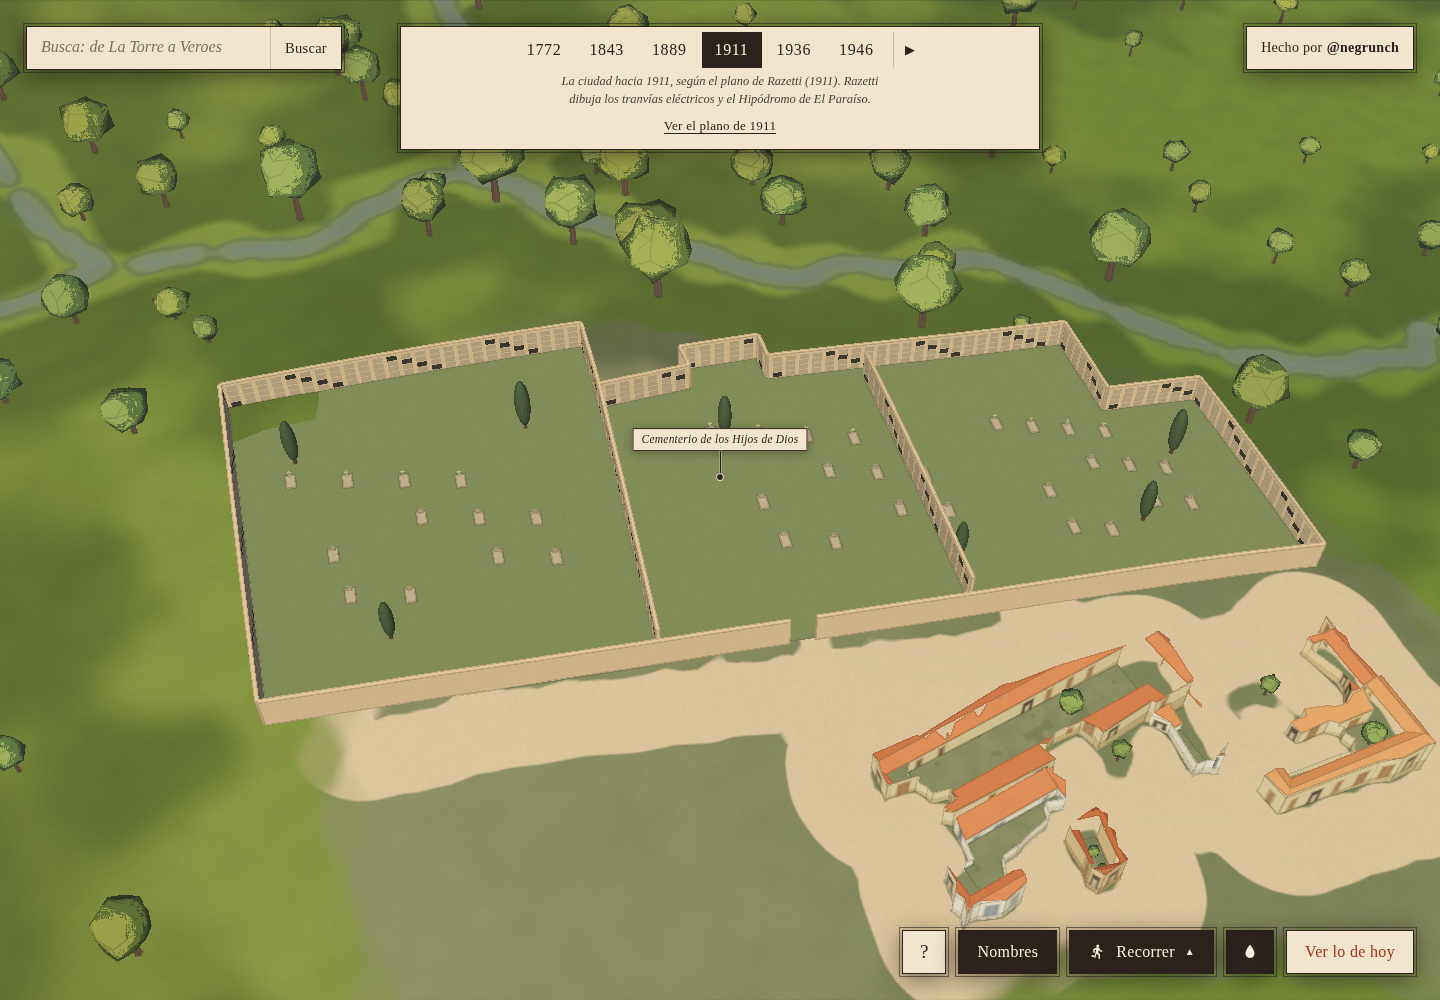 Busca: de La Torre a Veroes
Buscar
1772 1843 1889 1911 1936 1946 ▶
La ciudad hacia 1911, según el plano de Razetti (1911). Razetti
dibuja los tranvías eléctricos y el Hipódromo de El Paraíso.
Ver el plano de 1911
Hecho por @negrunch
Cementerio de los Hijos de Dios
?
Nombres
Recorrer ▲
Ver lo de hoy